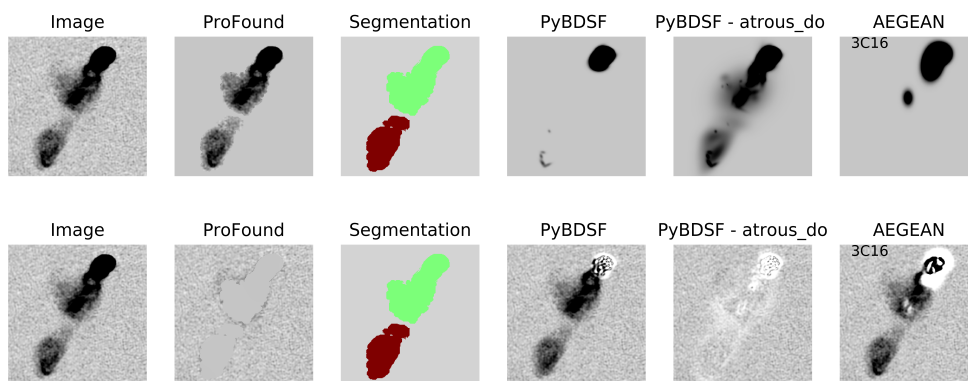 Image ProFound Segmentation PyBDSF PyBDSF - atrous_do AEGEAN
3C16
Image ProFound Segmentation PyBDSF PyBDSF - atrous_do AEGEAN
3C16